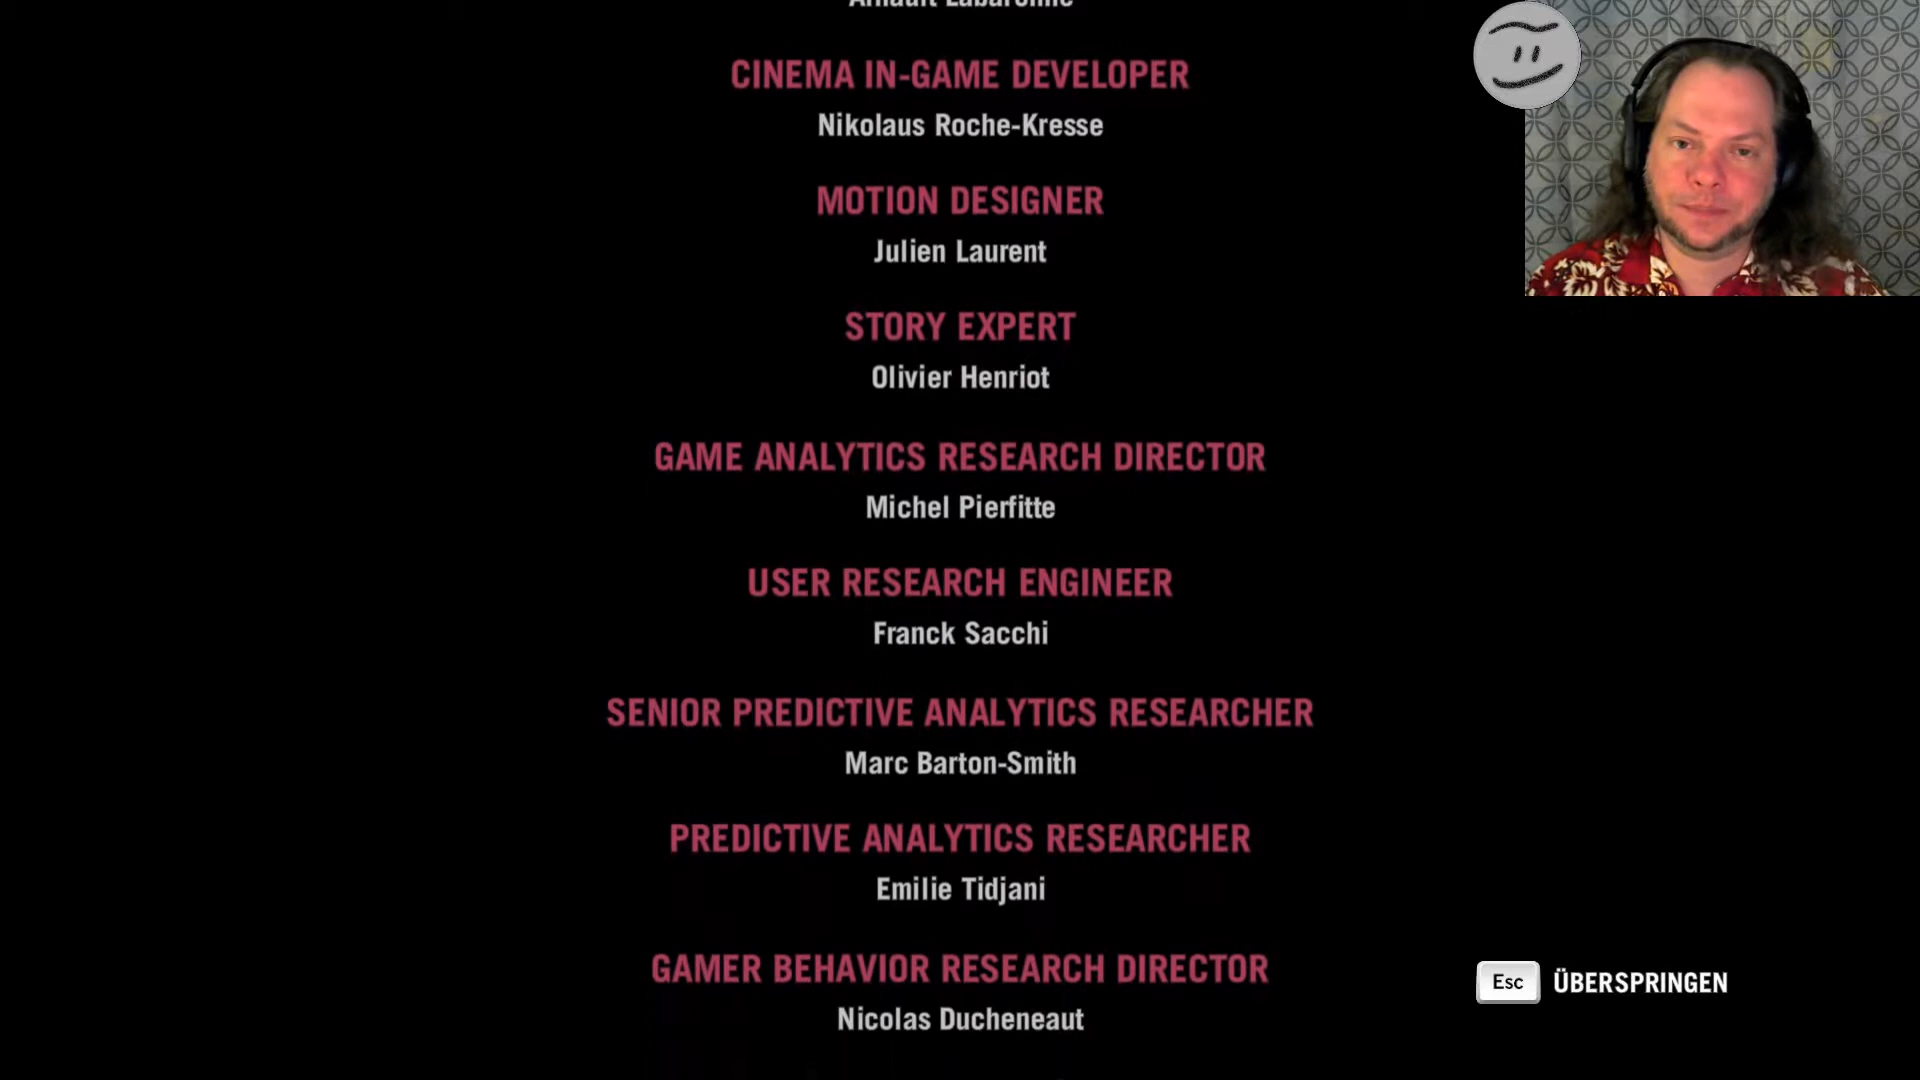 CINEMA IN-GAME DEVELOPER
Nikolaus Roche-Kresse
MOTION DESIGNER
Julien Laurent
STORY EXPERT
Olivier Henriot
GAME ANALYTICS RESEARCH DIRECTOR
Michel Pierfitte
USER RESEARCH ENGINEER
Franck Sacchi
SENIOR PREDICTIVE ANALYTICS RESEARCHER
Marc Barton-Smith
PREDICTIVE ANALYTICS RESEARCHER
Emilie Tidjani
GAMER BEHAVIOR RESEARCH DIRECTOR
Nicolas Ducheneaut
Esc ÜBERSPRINGEN